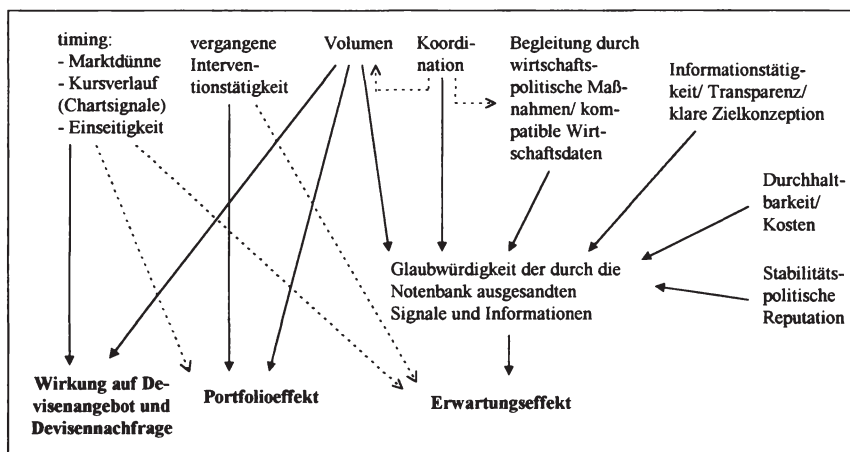 timing:
- Marktdünne
- Kursverlauf
(Chartsignale)
- Einseitigkeit
vergangene
Interven-
tionstätigkeit
Volumen
Koordi-
nation
Begleitung durch
wirtschafts-
politische Maß-
nahmen/ kom-
patible Wirt-
schaftsdaten
Informationstätig-
keit/ Transparenz/
klare Zielkonzeption
Durchhalt-
barkeit/
Kosten
Stabilitäts-
politische
Reputation
Glaubwürdigkeit der durch die
Notenbank ausgesandten
Signale und Informationen
Wirkung auf De-
visenangebot und
Devisennachfrage
Portfolioeffekt
Erwartungseffekt